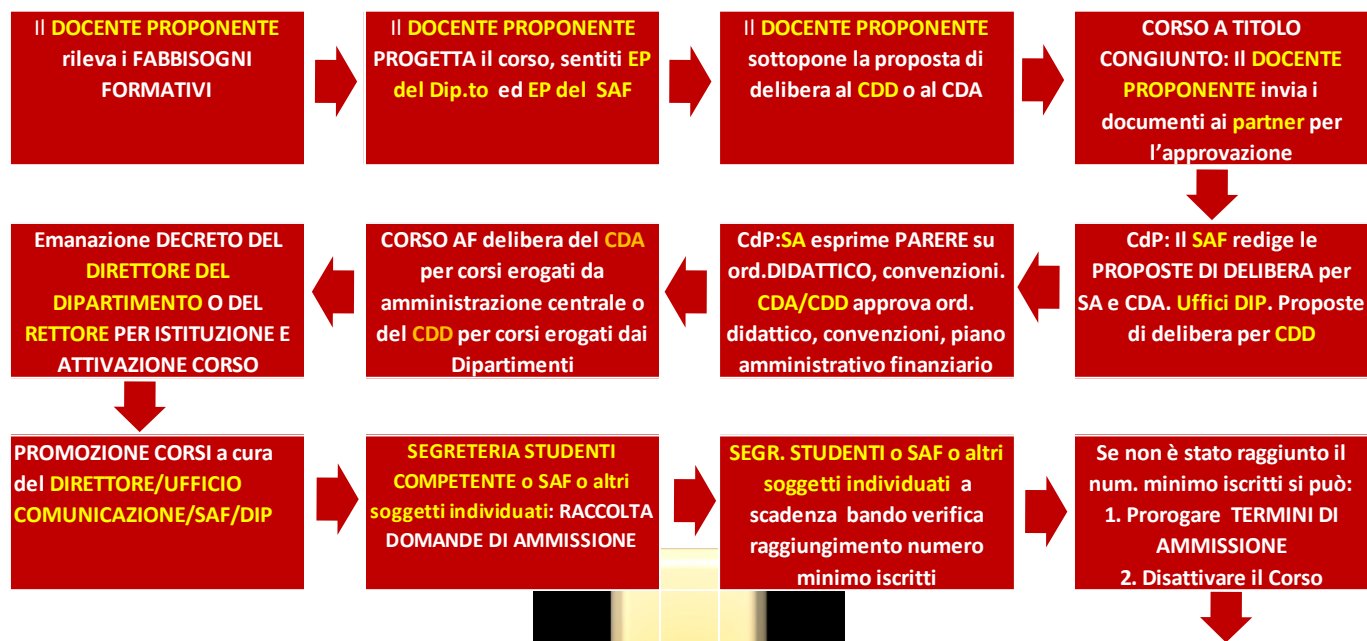 Il DOCENTE PROPONENTE
rileva i FABBISOGNI
FORMATIVI
Il DOCENTE PROPONENTE
PROGETTA il corso, sentiti EP
del Dip.to ed EP del SAF
Il DOCENTE PROPONENTE
sottopone la proposta di
delibera al CDD o al CDA
CORSO A TITOLO
CONGIUNTO: Il DOCENTE
PROPONENTE invia i
documenti ai partner per
l'approvazione
CdP: Il SAF redige le
PROPOSTE DI DELIBERA per
SA e CDA. Uffici DIP. Proposte
di delibera per CDD
CdP:SA esprime PARERE su
ord.DIDATTICO, convenzioni.
CDA/CDD approva ord.
didattico, convenzioni, piano
amministrativo finanziario
CORSO AF delibera del CDA
per corsi erogati da
amministrazione centrale o
del CDD per corsi erogati dai
Dipartimenti
Emanazione DECRETO DEL
DIRETTORE DEL
DIPARTIMENTO O DEL
RETTORE PER ISTITUZIONE E
ATTIVAZIONE CORSO
PROMOZIONE CORSI a cura
del DIRETTORE/UFFICIO
COMUNICAZIONE/SAF/DIP
SEGRETERIA STUDENTI
COMPETENTE o SAF o altri
soggetti individuati: RACCOLTA
DOMANDE DI AMMISSIONE
SEGR. STUDENTI o SAF o altri
soggetti individuati a
scadenza bando verifica
raggiungimento numero
minimo iscritti
Se non è stato raggiunto il
num. minimo iscritti si può:
1. Prorogare TERMINI DI
AMMISSIONE
2. Disattivare il Corso